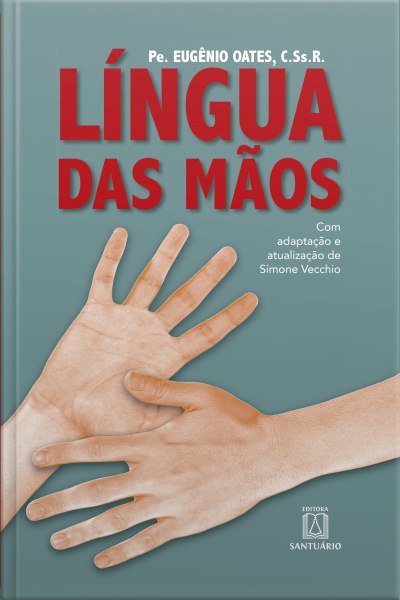 Pe. EUGÊNIO OATES, C.Ss.R.
LÍNGUA
DAS MÃOS
Com
adaptação e
atualização de
Simone Vecchio
EDITORA
SANTUÁRIO